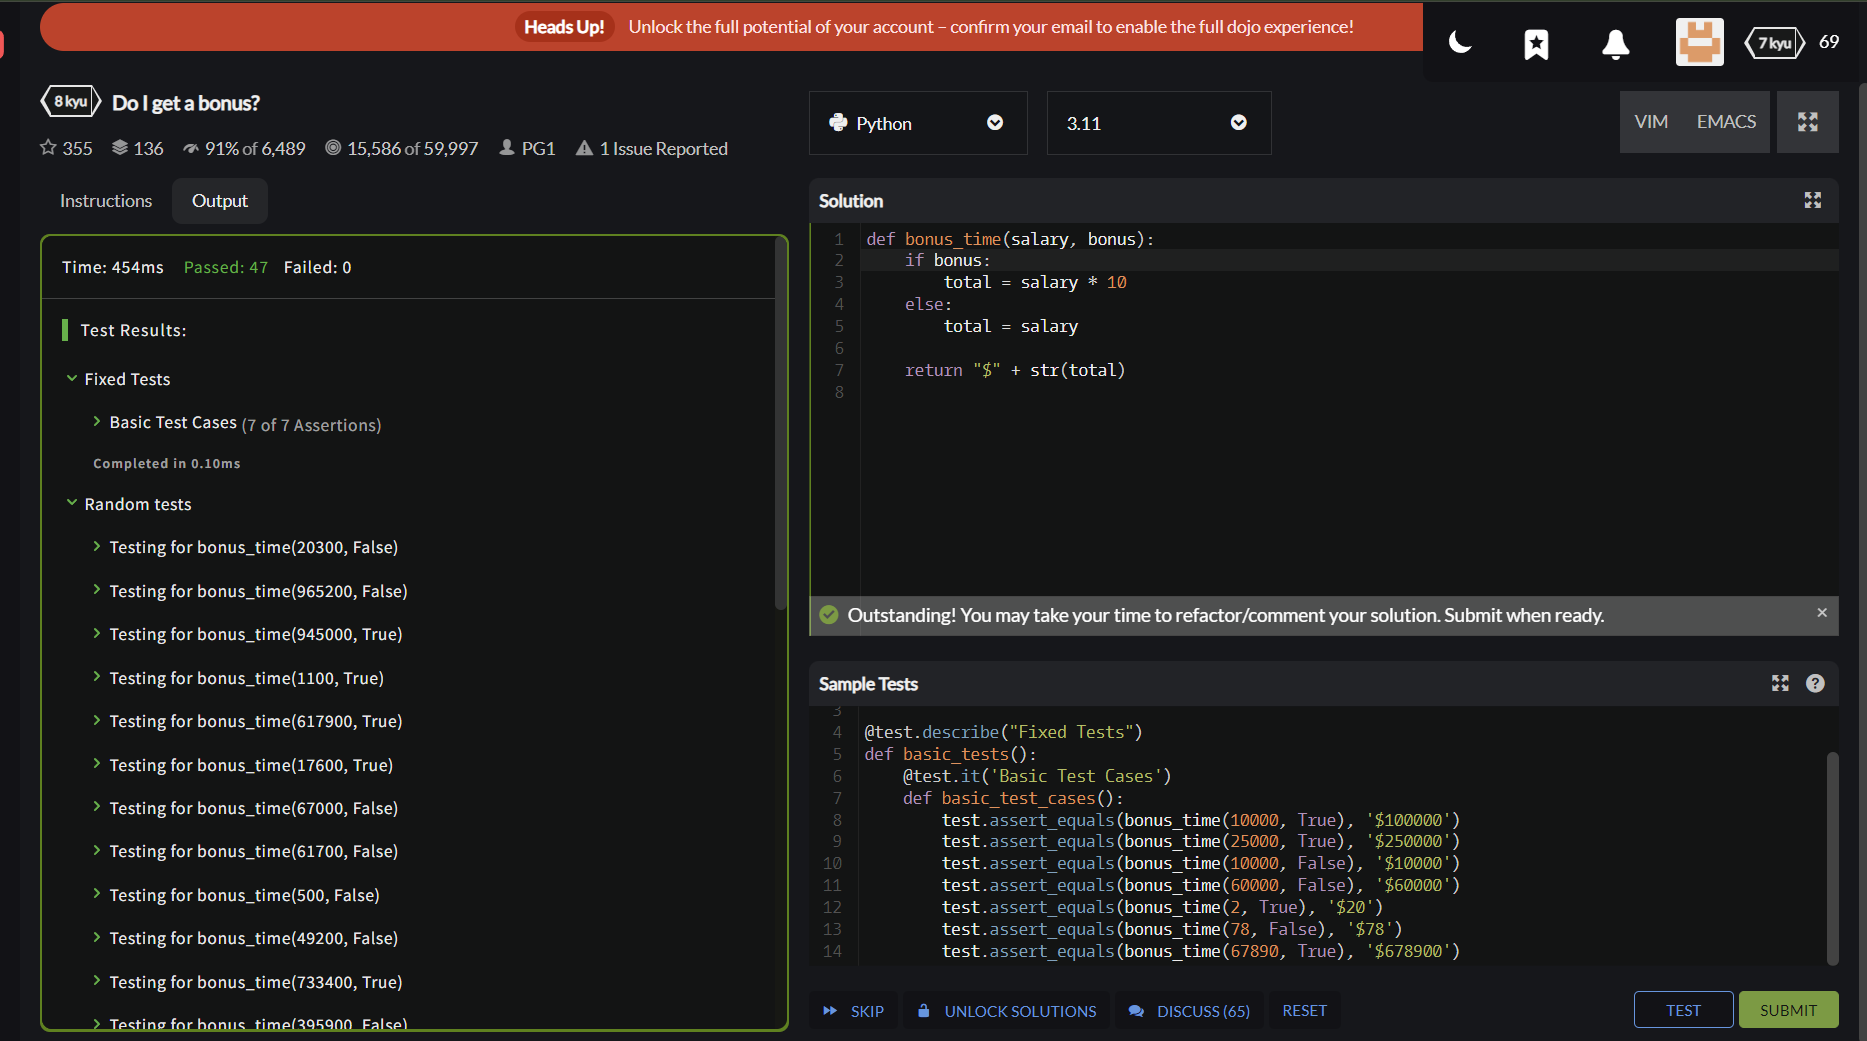 Heads Up! Unlock the full potential of your account – confirm your email to enable the full dojo experience!
7 kyu 69
8 kyu Do I get a bonus?
355 136 91% of 6,489 15,586 of 59,997 PG1 1 Issue Reported
Instructions Output
Time: 454ms Passed: 47 Failed: 0
Test Results:
Fixed Tests
Basic Test Cases (7 of 7 Assertions)
Completed in 0.10ms
Random tests
Testing for bonus_time(20300, False)
Testing for bonus_time(965200, False)
Testing for bonus_time(945000, True)
Testing for bonus_time(1100, True)
Testing for bonus_time(617900, True)
Testing for bonus_time(17600, True)
Testing for bonus_time(67000, False)
Testing for bonus_time(61700, False)
Testing for bonus_time(500, False)
Testing for bonus_time(49200, False)
Testing for bonus_time(733400, True)
Testing for bonus_time(395900, False)
Python 3.11 VIM EMACS
Solution
1 def bonus_time(salary, bonus):
2 if bonus:
3 total = salary * 10
4 else:
5 total = salary
6
7 return "$" + str(total)
8
Outstanding! You may take your time to refactor/comment your solution. Submit when ready. ×
Sample Tests ?
3
4 @test.describe("Fixed Tests")
5 def basic_tests():
6 @test.it('Basic Test Cases')
7 def basic_test_cases():
8 test.assert_equals(bonus_time(10000, True), '$100000')
9 test.assert_equals(bonus_time(25000, True), '$250000')
10 test.assert_equals(bonus_time(10000, False), '$10000')
11 test.assert_equals(bonus_time(60000, False), '$60000')
12 test.assert_equals(bonus_time(2, True), '$20')
13 test.assert_equals(bonus_time(78, False), '$78')
14 test.assert_equals(bonus_time(67890, True), '$678900')
SKIP UNLOCK SOLUTIONS DISCUSS (65) RESET TEST SUBMIT